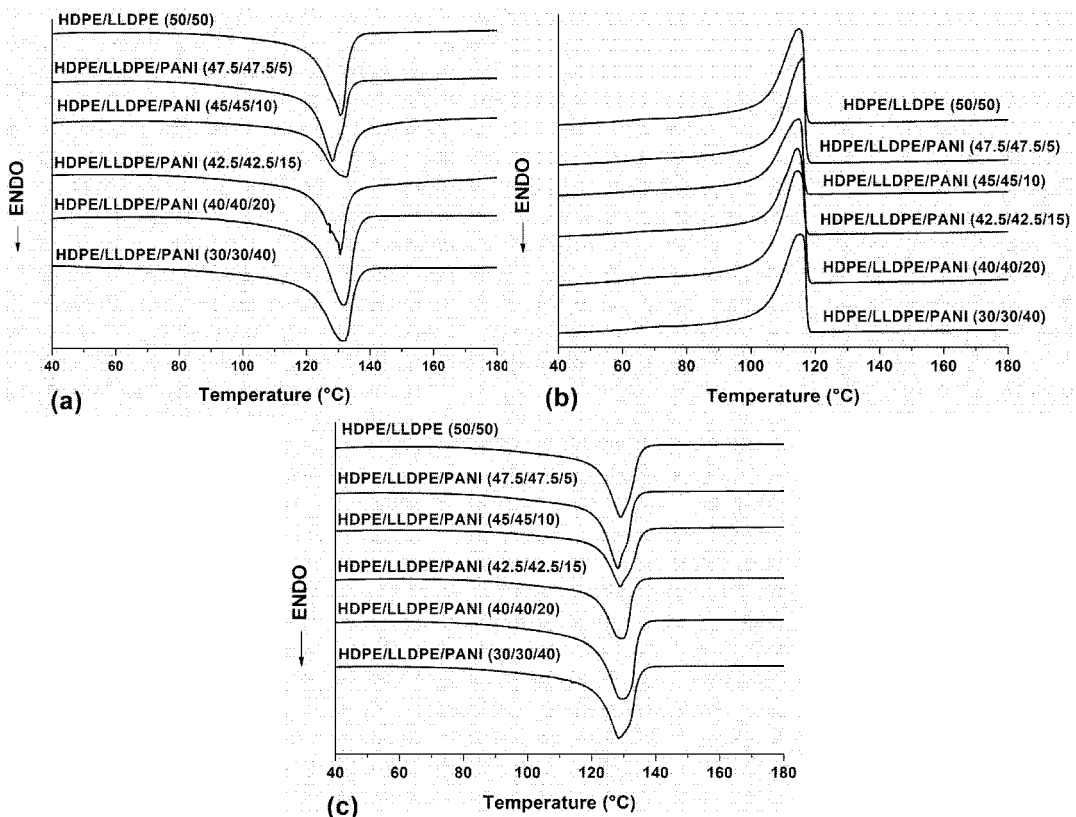 HDPE/LLDPE (50/50)
HDPE/LLDPE/PANI (47.5/47.5/5)
HDPE/LLDPE/PANI (45/45/10)
HDPE/LLDPE/PANI (42.5/42.5/15)
HDPE/LLDPE/PANI (40/40/20)
HDPE/LLDPE/PANI (30/30/40)
ENDO
40 60 80 100 120 140 160 180
Temperature (°C)
(a)
HDPE/LLDPE (50/50)
HDPE/LLDPE/PANI (47.5/47.5/5)
HDPE/LLDPE/PANI (45/45/10)
HDPE/LLDPE/PANI (42.5/42.5/15)
HDPE/LLDPE/PANI (40/40/20)
HDPE/LLDPE/PANI (30/30/40)
ENDO
40 60 80 100 120 140 160 180
Temperature (°C)
(b)
HDPE/LLDPE (50/50)
HDPE/LLDPE/PANI (47.5/47.5/5)
HDPE/LLDPE/PANI (45/45/10)
HDPE/LLDPE/PANI (42.5/42.5/15)
HDPE/LLDPE/PANI (40/40/20)
HDPE/LLDPE/PANI (30/30/40)
ENDO
40 60 80 100 120 140 160 180
Temperature (°C)
(c)